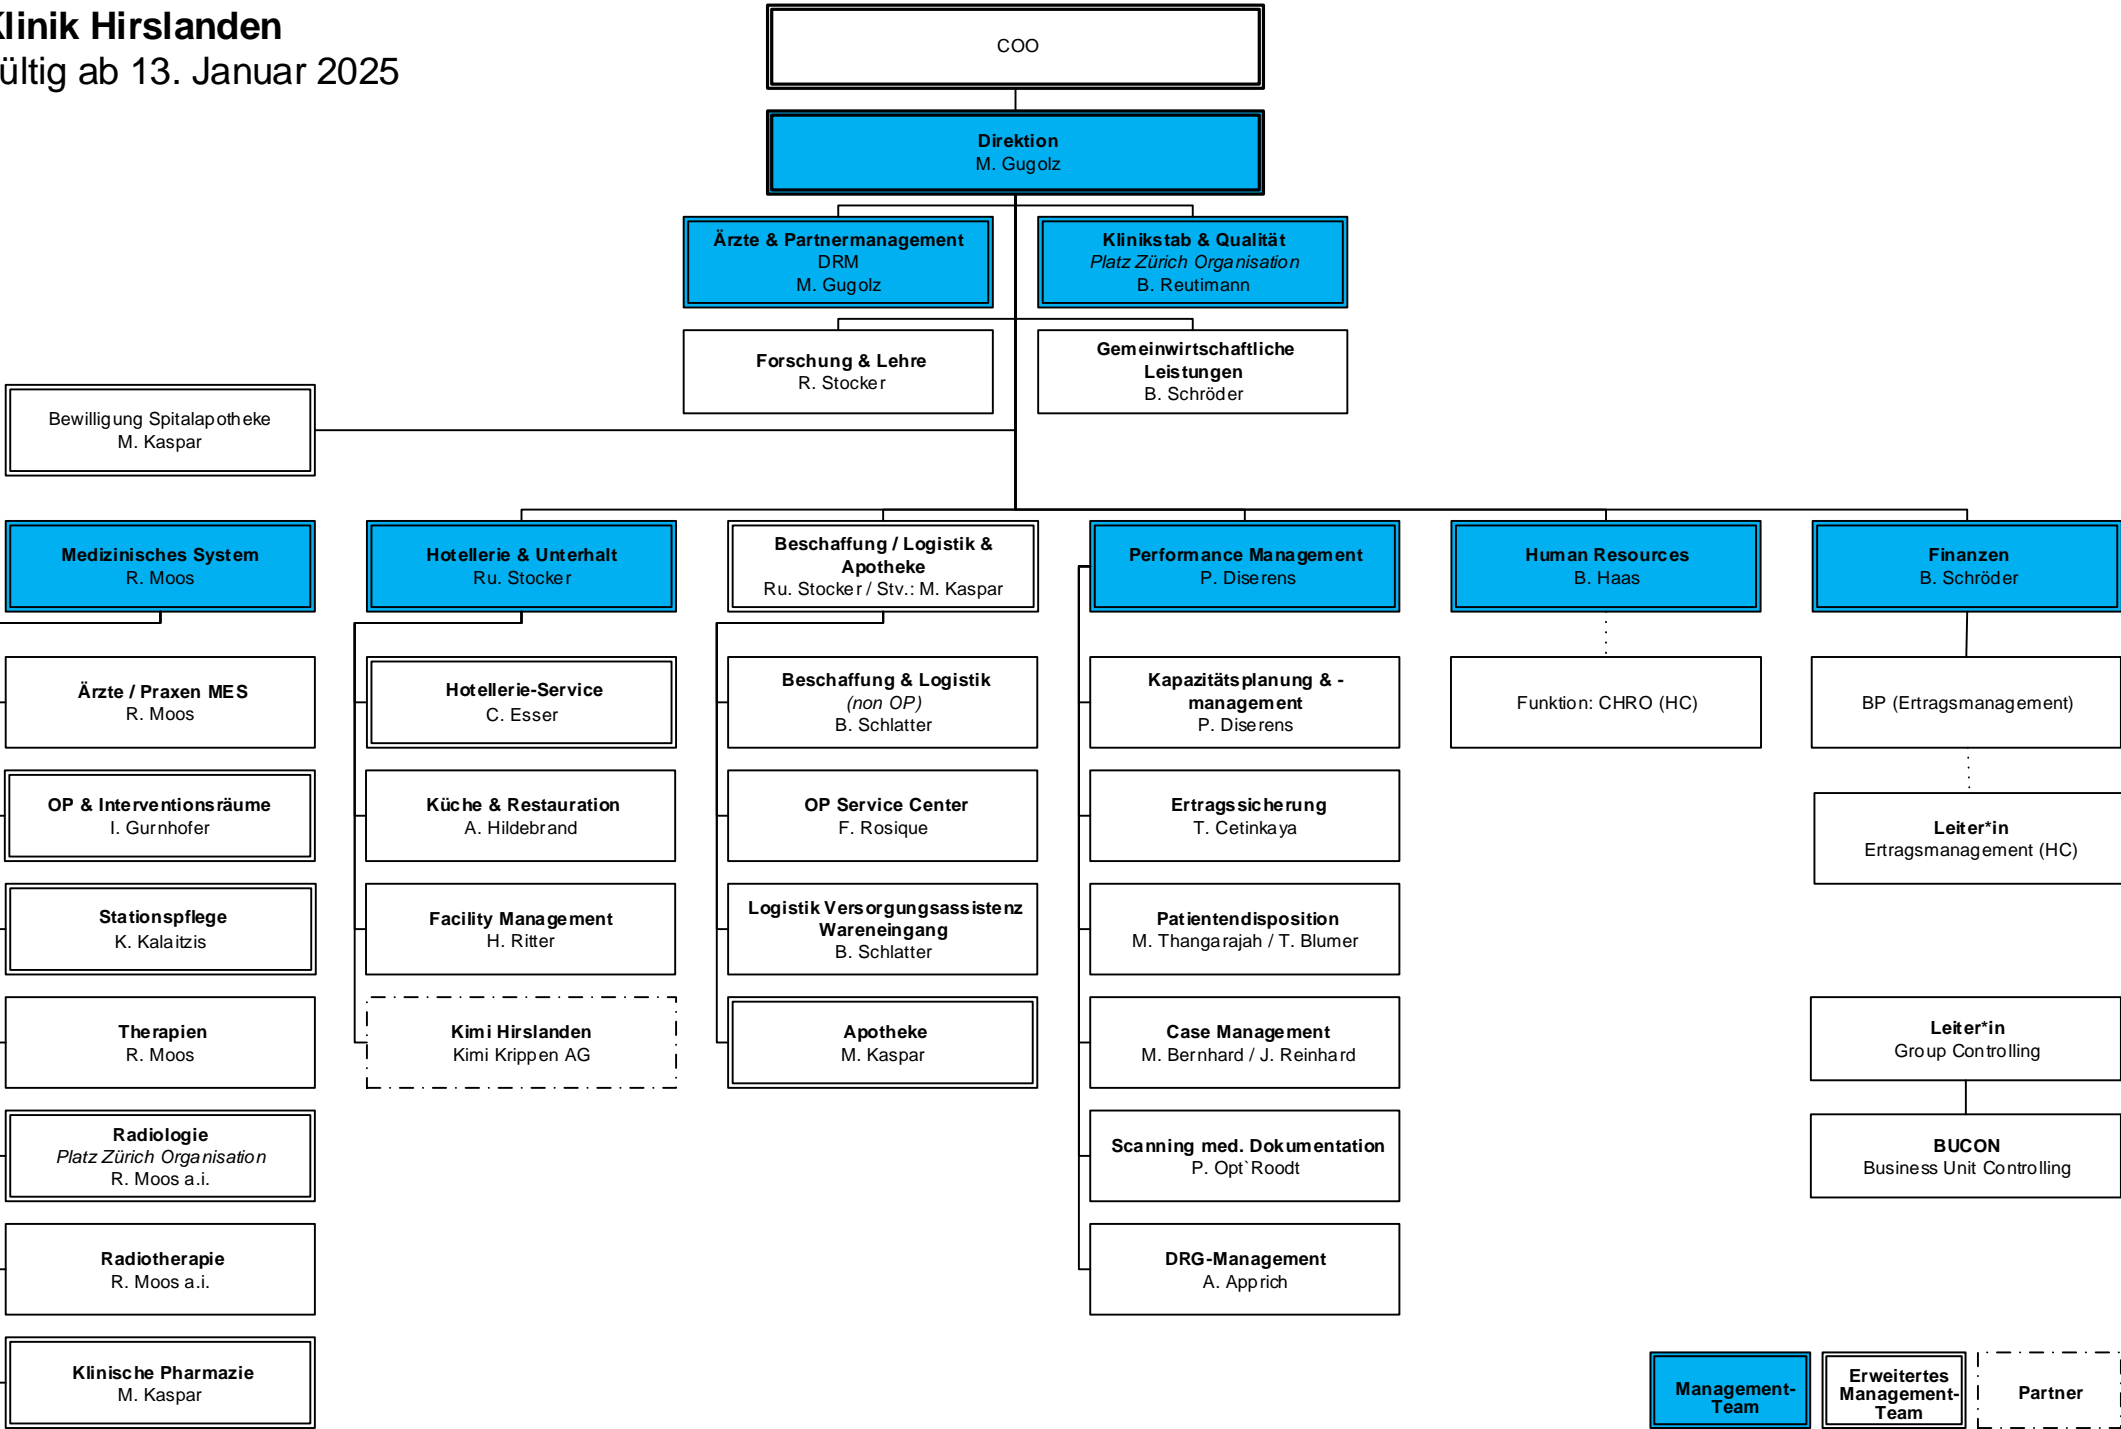 Klinik Hirslanden
ültig ab 13. Januar 2025
COO
Direktion
M. Gugolz
Ärzte & Partnermanagement
DRM
M. Gugolz
Klinikstab & Qualität
Platz Zürich Organisation
B. Reutimann
Forschung & Lehre
R. Stocker
Gemeinwirtschaftliche
Leistungen
B. Schröder
Bewilligung Spitalapotheke
M. Kaspar
Medizinisches System
R. Moos
Hotellerie & Unterhalt
Ru. Stocker
Beschaffung / Logistik &
Apotheke
Ru. Stocker / Stv.: M. Kaspar
Performance Management
P. Diserens
Human Resources
B. Haas
Finanzen
B. Schröder
Ärzte / Praxen MES
R. Moos
Hotellerie-Service
C. Esser
Beschaffung & Logistik
(non OP)
B. Schlatter
Kapazitätsplanung & -
management
P. Diserens
Funktion: CHRO (HC)
BP (Ertragsmanagement)
OP & Interventionsräume
I. Gurnhofer
Küche & Restauration
A. Hildebrand
OP Service Center
F. Rosique
Ertragssicherung
T. Cetinkaya
Leiter*in
Ertragsmanagement (HC)
Stationspflege
K. Kalaitzis
Facility Management
H. Ritter
Logistik Versorgungsassistenz
Wareneingang
B. Schlatter
Patientendisposition
M. Thangarajah / T. Blumer
Therapien
R. Moos
Kimi Hirslanden
Kimi Krippen AG
Apotheke
M. Kaspar
Case Management
M. Bernhard / J. Reinhard
Leiter*in
Group Controlling
Radiologie
Platz Zürich Organisation
R. Moos a.i.
Scanning med. Dokumentation
P. Opt`Roodt
BUCON
Business Unit Controlling
Radiotherapie
R. Moos a.i.
DRG-Management
A. Apprich
Klinische Pharmazie
M. Kaspar
Management-
Team
Erweitertes
Management-
Team
Partner